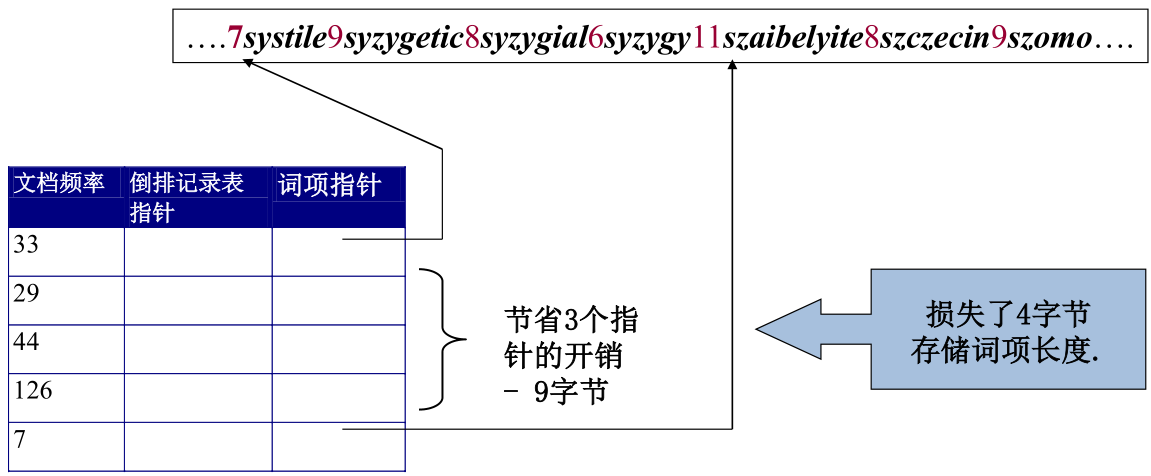 ….7systile9syzygetic8syzygial6syzygy11szaibelyite8szczecin9szomo….
文档频率 倒排记录表 词项指针
指针
33
29
44
126
7
节省3个指
针的开销
– 9字节
损失了4字节
存储词项长度.